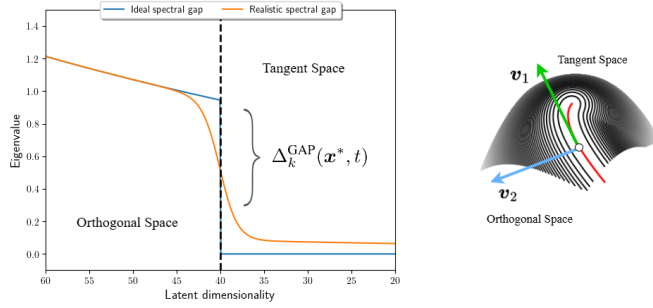 Ideal spectral gap
Realistic spectral gap
1.4
1.2
1.0
0.8
0.6
0.4
0.2
0.0
Eigenvalue
Tangent Space
Δ_k^GAP(x*, t)
Orthogonal Space
60 55 50 45 40 35 30 25 20
Latent dimensionality
Tangent Space
v₁
v₂
Orthogonal Space